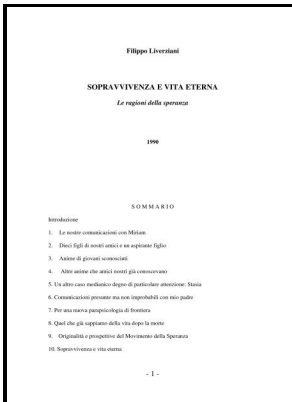 Filippo Liverziani
SOPRAVVIVENZA E VITA ETERNA
Le ragioni della speranza
1990
SOMMARIO
Introduzione
1. Le nostre comunicazioni con Miriam
2. Dieci figli di nostri amici e un aspirante figlio
3. Anime di giovani sconosciuti
4. Altre anime che amici nostri già conoscevano
5. Un altro caso medianico degno di particolare attenzione: Stasia
6. Comunicazioni presunte ma non improbabili con mio padre
7. Per una nuova parapsicologia di frontiera
8. Quel che già sappiamo della vita dopo la morte
9. Originalità e prospettive del Movimento della Speranza
10. Sopravvivenza e vita eterna
- 1 -